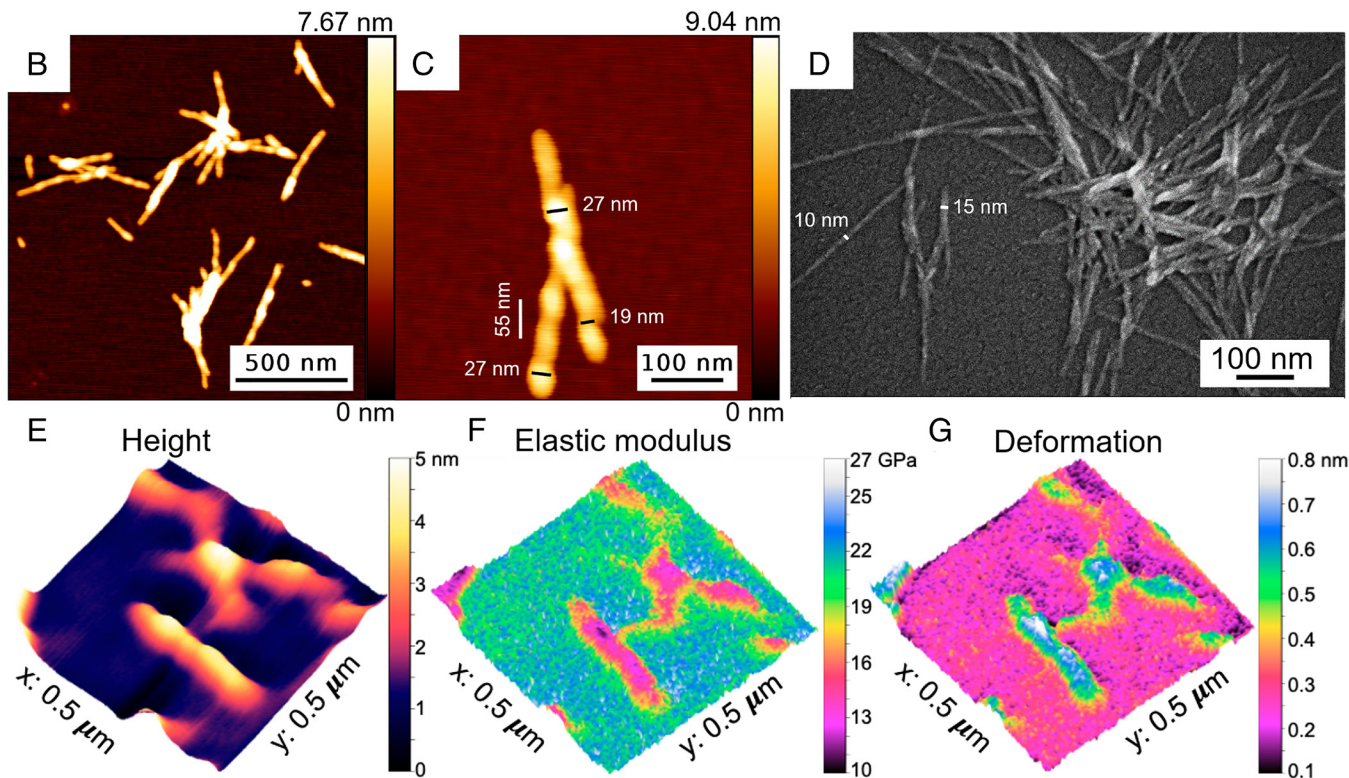 7.67 nm
9.04 nm
B
C
D
27 nm
15 nm
10 nm
55 nm
19 nm
27 nm
500 nm
100 nm
100 nm
0 nm
0 nm
E
Height
F
Elastic modulus
G
Deformation
5 nm
4
3
2
1
0
27 GPa
25
22
19
16
13
10
0.8 nm
0.7
0.6
0.5
0.4
0.3
0.2
0.1
x: 0.5 μm
y: 0.5 μm
x: 0.5 μm
y: 0.5 μm
x: 0.5 μm
y: 0.5 μm